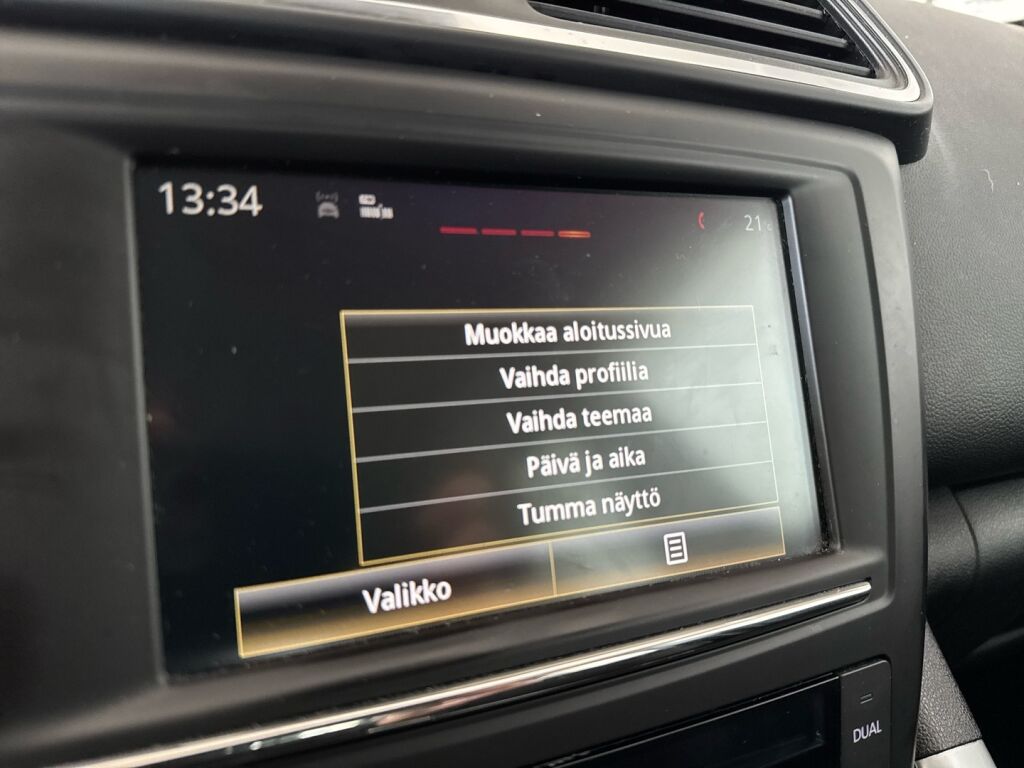 13:34
21°C
Muokkaa aloitussivua
Vaihda profiilia
Vaihda teemaa
Päivä ja aika
Tumma näyttö
Valikko
DUAL